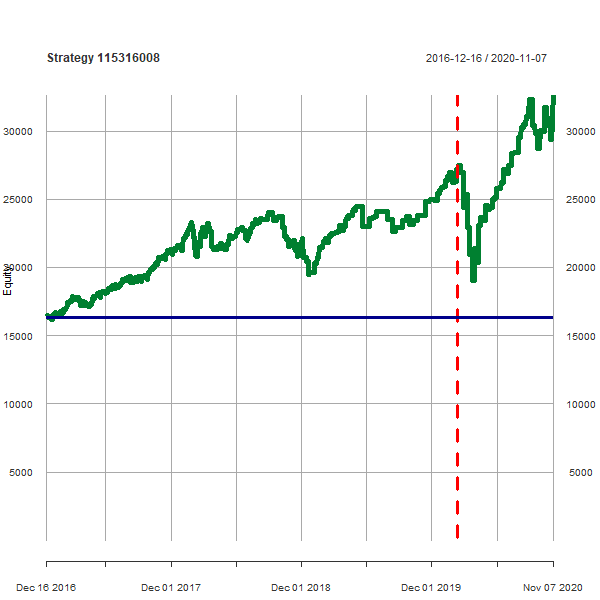 Strategy 115316008
2016-12-16 / 2020-11-07
30000
30000
25000
25000
20000
20000
Equity
15000
15000
10000
10000
5000
5000
Dec 16 2016
Dec 01 2017
Dec 01 2018
Dec 01 2019
Nov 07 2020